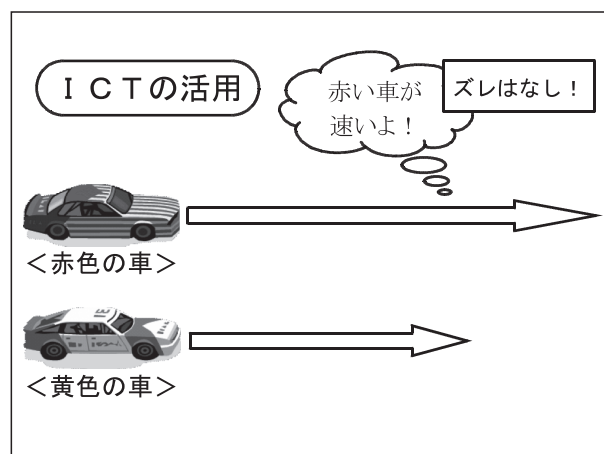 ＩＣＴの活用
赤い車が
速いよ！
ズレはなし！
＜赤色の車＞
＜黄色の車＞